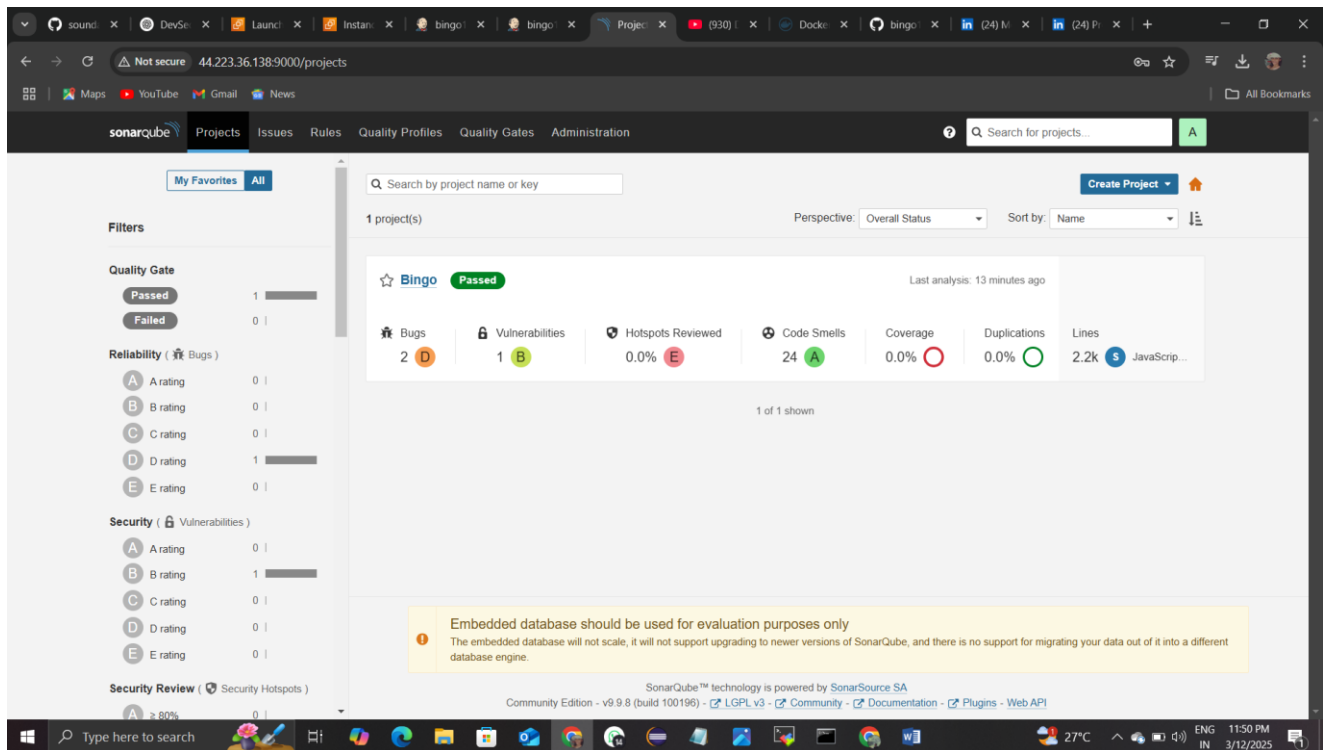 sound
DevSe
Launch
Instan
bingo
bingo
Projec
(930)
Docke
bingo
(24) M
(24) Pr
Not secure 44.223.36.138:9000/projects
Maps YouTube Gmail News
All Bookmarks
sonarqube Projects Issues Rules Quality Profiles Quality Gates Administration
Search for projects...
A
My Favorites All
Search by project name or key
Create Project
1 project(s)
Perspective: Overall Status
Sort by: Name
Filters
Quality Gate
Passed 1
Failed 0
Reliability ( Bugs )
A A rating 0
B B rating 0
C C rating 0
D D rating 1
E E rating 0
Security ( Vulnerabilities )
A A rating 0
B B rating 1
C C rating 0
D D rating 0
E E rating 0
Security Review ( Security Hotspots )
A ≥ 80% 0
Bingo Passed
Last analysis: 13 minutes ago
Bugs Vulnerabilities Hotspots Reviewed Code Smells Coverage Duplications Lines
2 D 1 B 0.0% E 24 A 0.0% 0.0% 2.2k S JavaScrip...
1 of 1 shown
Embedded database should be used for evaluation purposes only
The embedded database will not scale, it will not support upgrading to newer versions of SonarQube, and there is no support for migrating your data out of it into a different
database engine.
SonarQube™ technology is powered by SonarSource SA
Community Edition - v9.9.8 (build 100196) - LGPL v3 - Community - Documentation - Plugins - Web API
Type here to search
27°C
ENG
IN
11:50 PM
3/12/2025